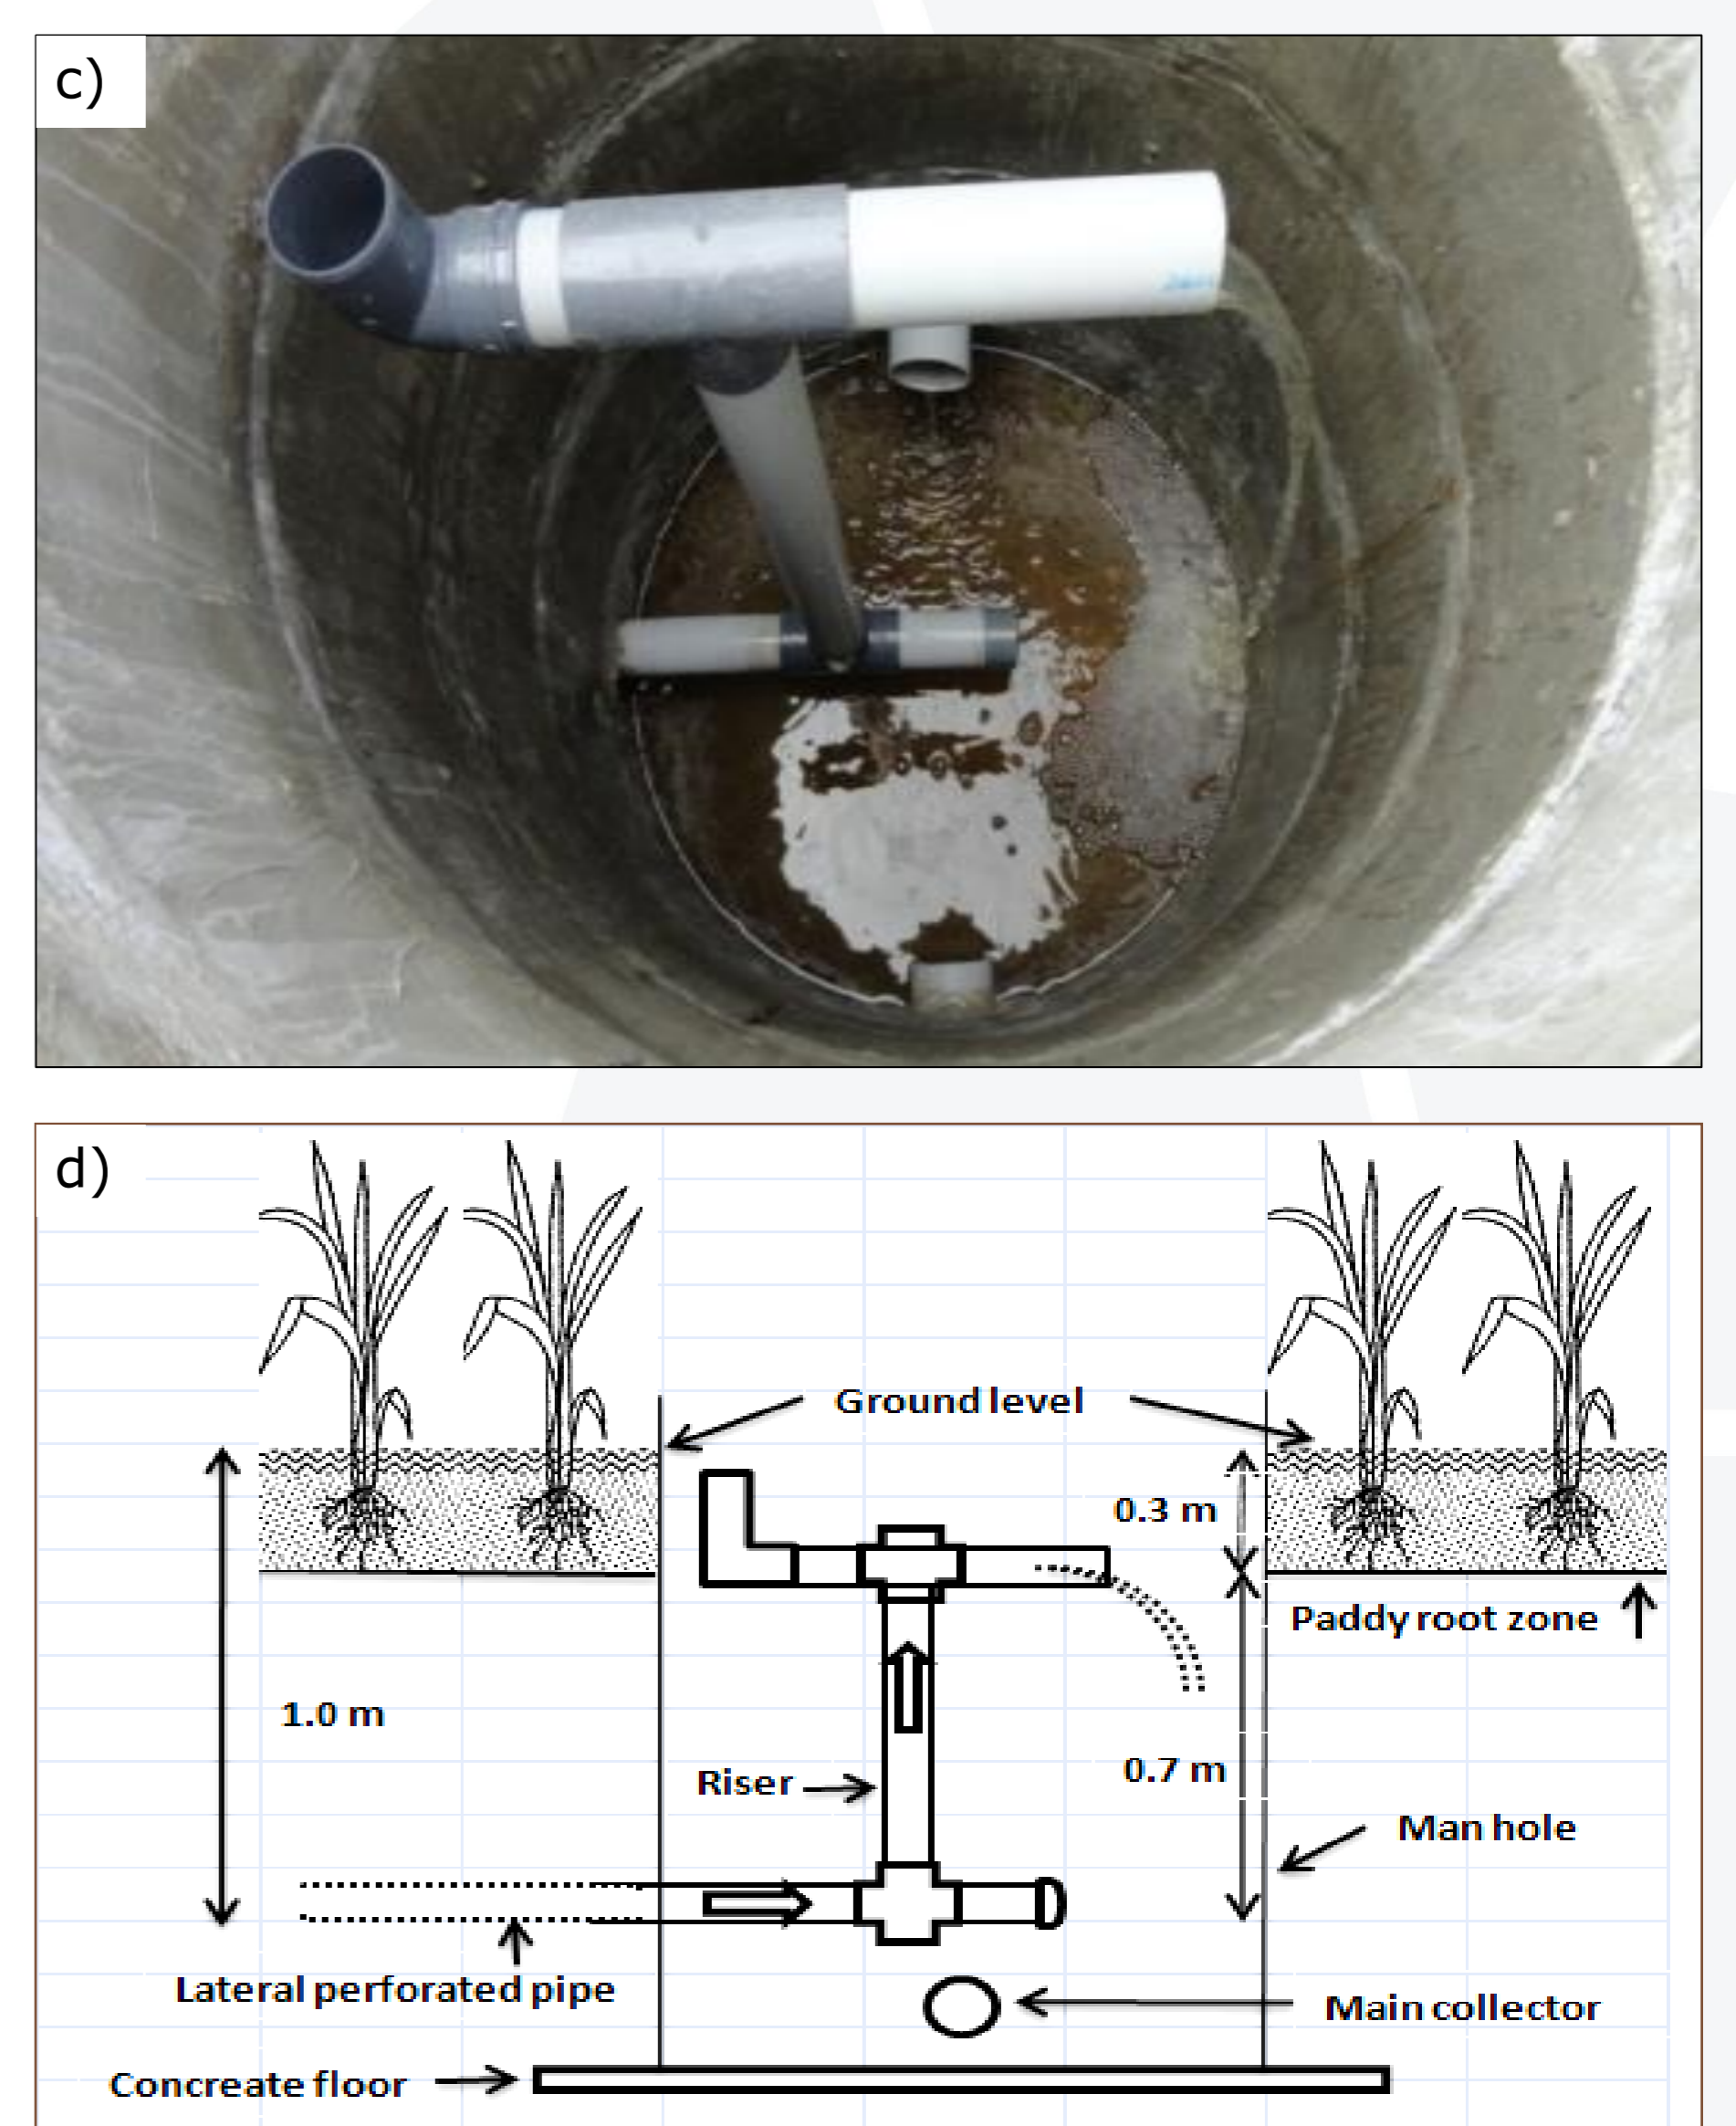 c)
d)
Ground level
0.3 m
Paddy root zone
1.0 m
0.7 m
Riser
Man hole
Lateral perforated pipe
Main collector
Concreate floor